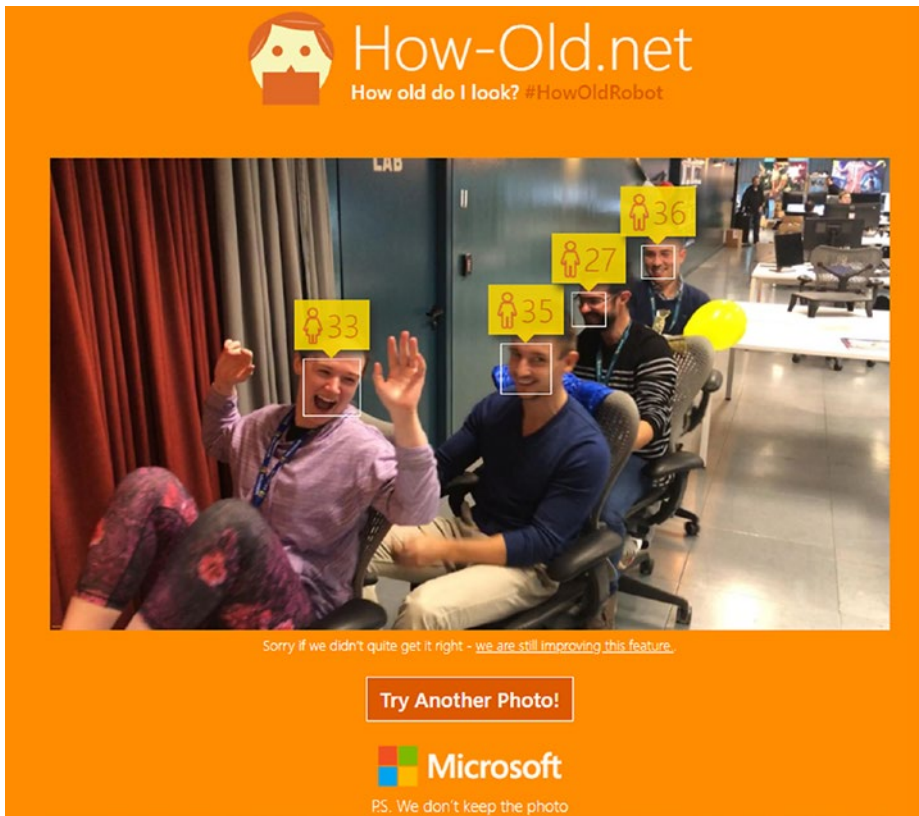 How-Old.net
How old do I look? #HowOldRobot
LAB
36
27
35
33
Sorry if we didn't quite get it right - we are still improving this feature.
Try Another Photo!
Microsoft
P.S. We don't keep the photo